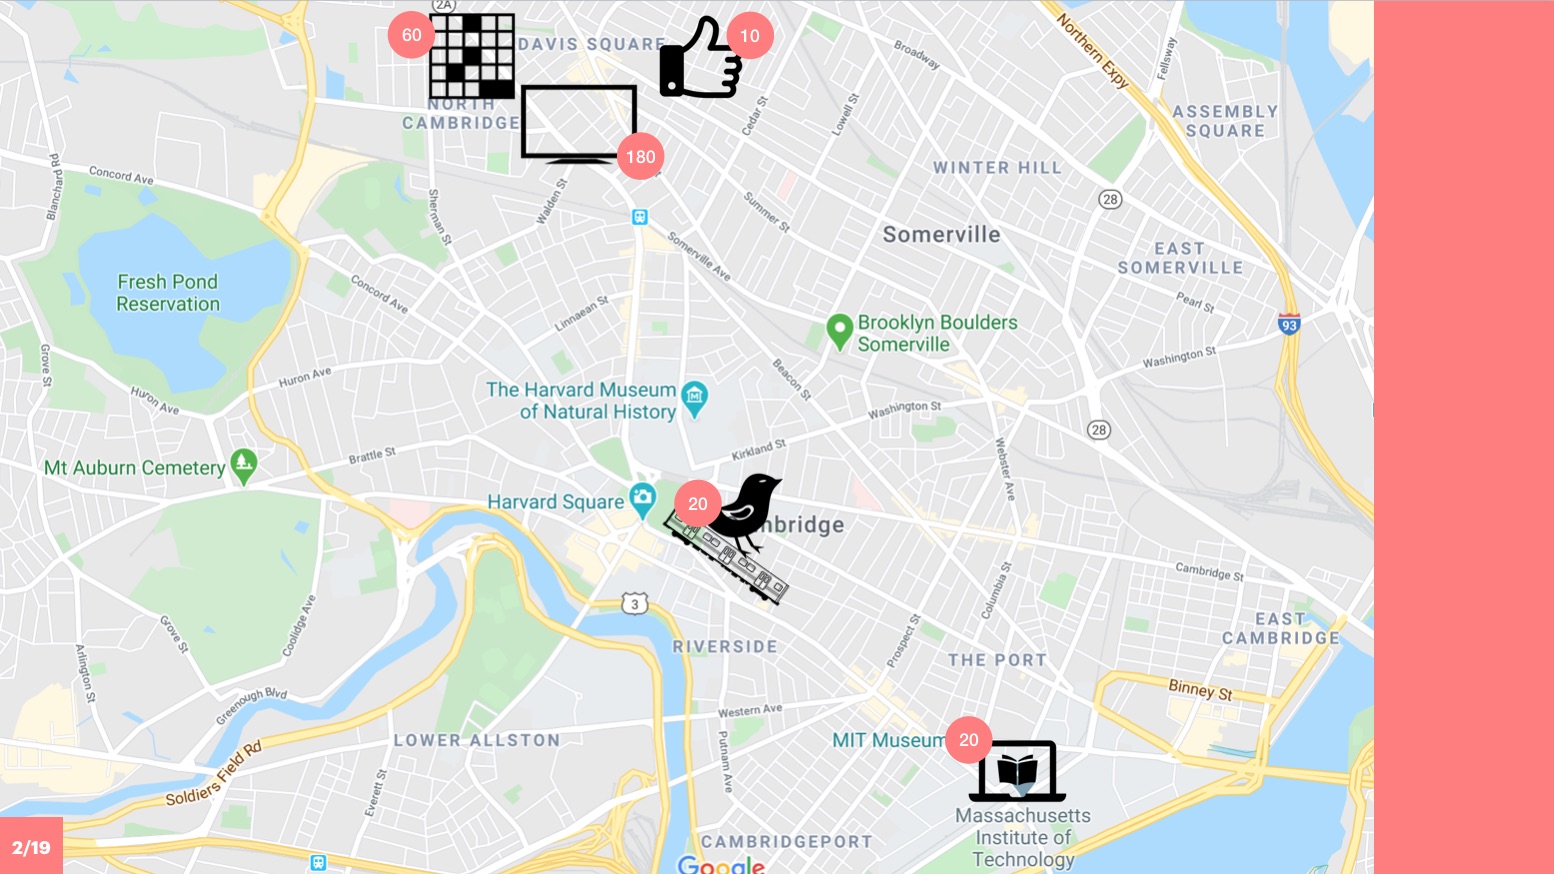 2A
60
10
DAVIS SQUARE
Broadway
Northern Expy
Fellsway
NORTH
CAMBRIDGE
Cedar St
Lowell St
ASSEMBLY
SQUARE
180
WINTER HILL
Blanchard Rd
Concord Ave
Sherman St
Walden St
Summer St
28
Somerville
Somerville Ave
EAST
SOMERVILLE
Fresh Pond
Reservation
Concord Ave
Linnaean St
Pearl St
Brooklyn Boulders
Somerville
93
Grove St
Huron Ave
Huron Ave
Beacon St
Washington St
The Harvard Museum
of Natural History
Washington St
28
Mt Auburn Cemetery
Brattle St
Kirkland St
Webster Ave
Harvard Square
20
mbridge
Cambridge St
Columbia St
3
Coolidge Ave
Grove St
Arlington St
RIVERSIDE
Prospect St
THE PORT
EAST
CAMBRIDGE
Greenough Blvd
Binney St
Western Ave
LOWER ALLSTON
Putnam Ave
MIT Museum
20
Soldiers Field Rd
Everett St
Massachusetts
Institute of
Technology
CAMBRIDGEPORT
2/19
Google